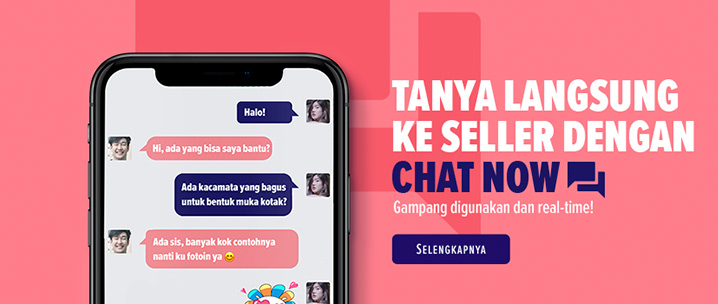 Halo!
Hi, ada yang bisa saya bantu?
Ada kacamata yang bagus
untuk bentuk muka kotak?
Ada sis, banyak kok contohnya
nanti ku fotoin ya 😊
TANYA LANGSUNG
KE SELLER DENGAN
CHAT NOW
Gampang digunakan dan real-time!
SELENGKAPNYA